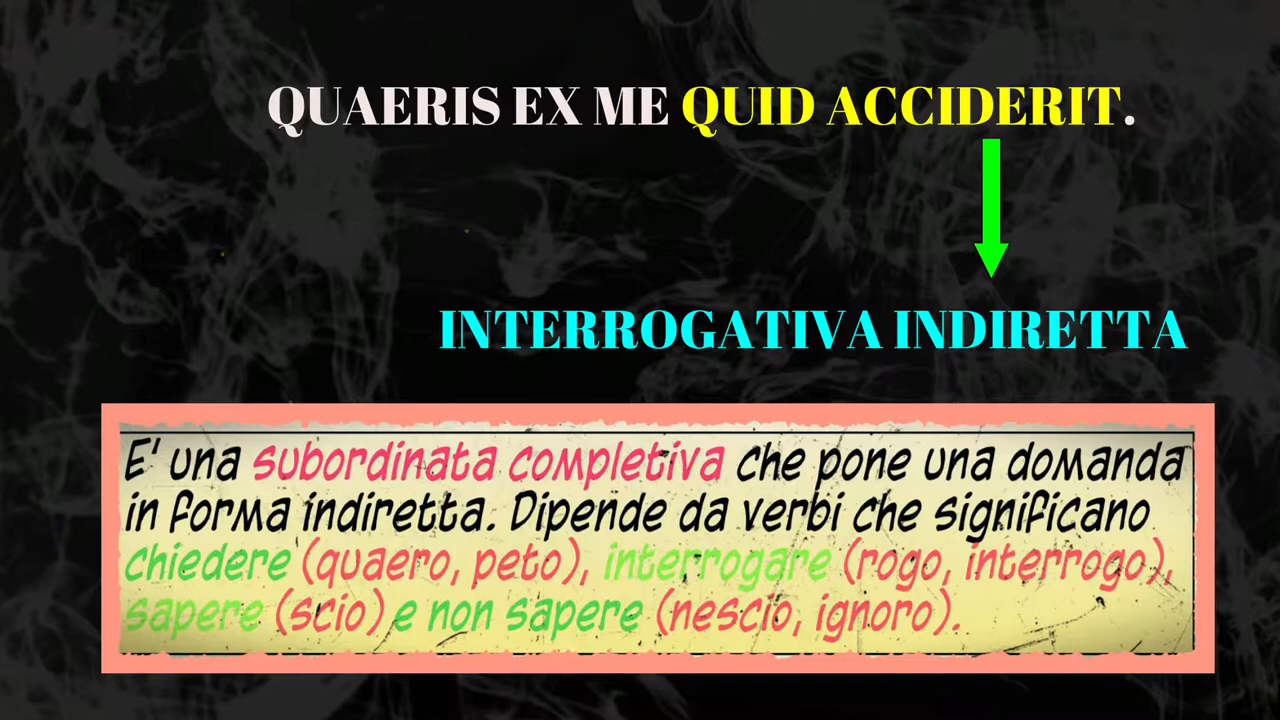 QUAERIS EX ME QUID ACCIDERIT.
INTERROGATIVA INDIRETTA
E' una subordinata completiva che pone una domanda
in forma indiretta. Dipende da verbi che significano
chiedere (quaero, peto), interrogare (rogo, interrogo),
sapere (scio) e non sapere (nescio, ignoro).